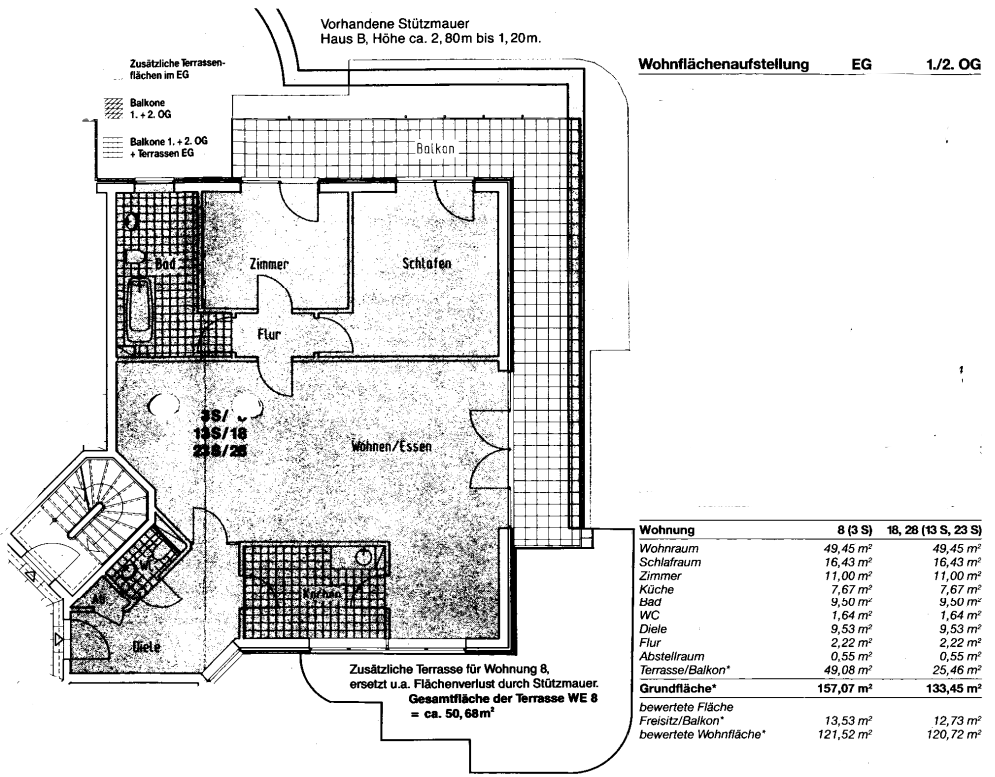 Vorhandene Stützmauer
Haus B, Höhe ca. 2,80m bis 1,20m.
Zusätzliche Terrassen-
flächen im EG
Balkone
1. + 2. OG
Balkone 1. + 2. OG
+ Terrassen EG
Wohnflächenaufstellung EG 1./2. OG
Balkon
Bad
Zimmer
Schlafen
Flur
3S/
13S/18
23S/28
Wohnen/Essen
WC
Kochen
AR
Diele
Zusätzliche Terrasse für Wohnung 8,
ersetzt u.a. Flächenverlust durch Stützmauer.
Gesamtfläche der Terrasse WE 8
= ca. 50,68m²
Wohnung 8 (3 S) 18, 28 (13 S, 23 S)
Wohnraum 49,45 m² 49,45 m²
Schlafraum 16,43 m² 16,43 m²
Zimmer 11,00 m² 11,00 m²
Küche 7,67 m² 7,67 m²
Bad 9,50 m² 9,50 m²
WC 1,64 m² 1,64 m²
Diele 9,53 m² 9,53 m²
Flur 2,22 m² 2,22 m²
Abstellraum 0,55 m² 0,55 m²
Terrasse/Balkon* 49,08 m² 25,46 m²
Grundfläche* 157,07 m² 133,45 m²
bewertete Fläche
Freisitz/Balkon* 13,53 m² 12,73 m²
bewertete Wohnfläche* 121,52 m² 120,72 m²